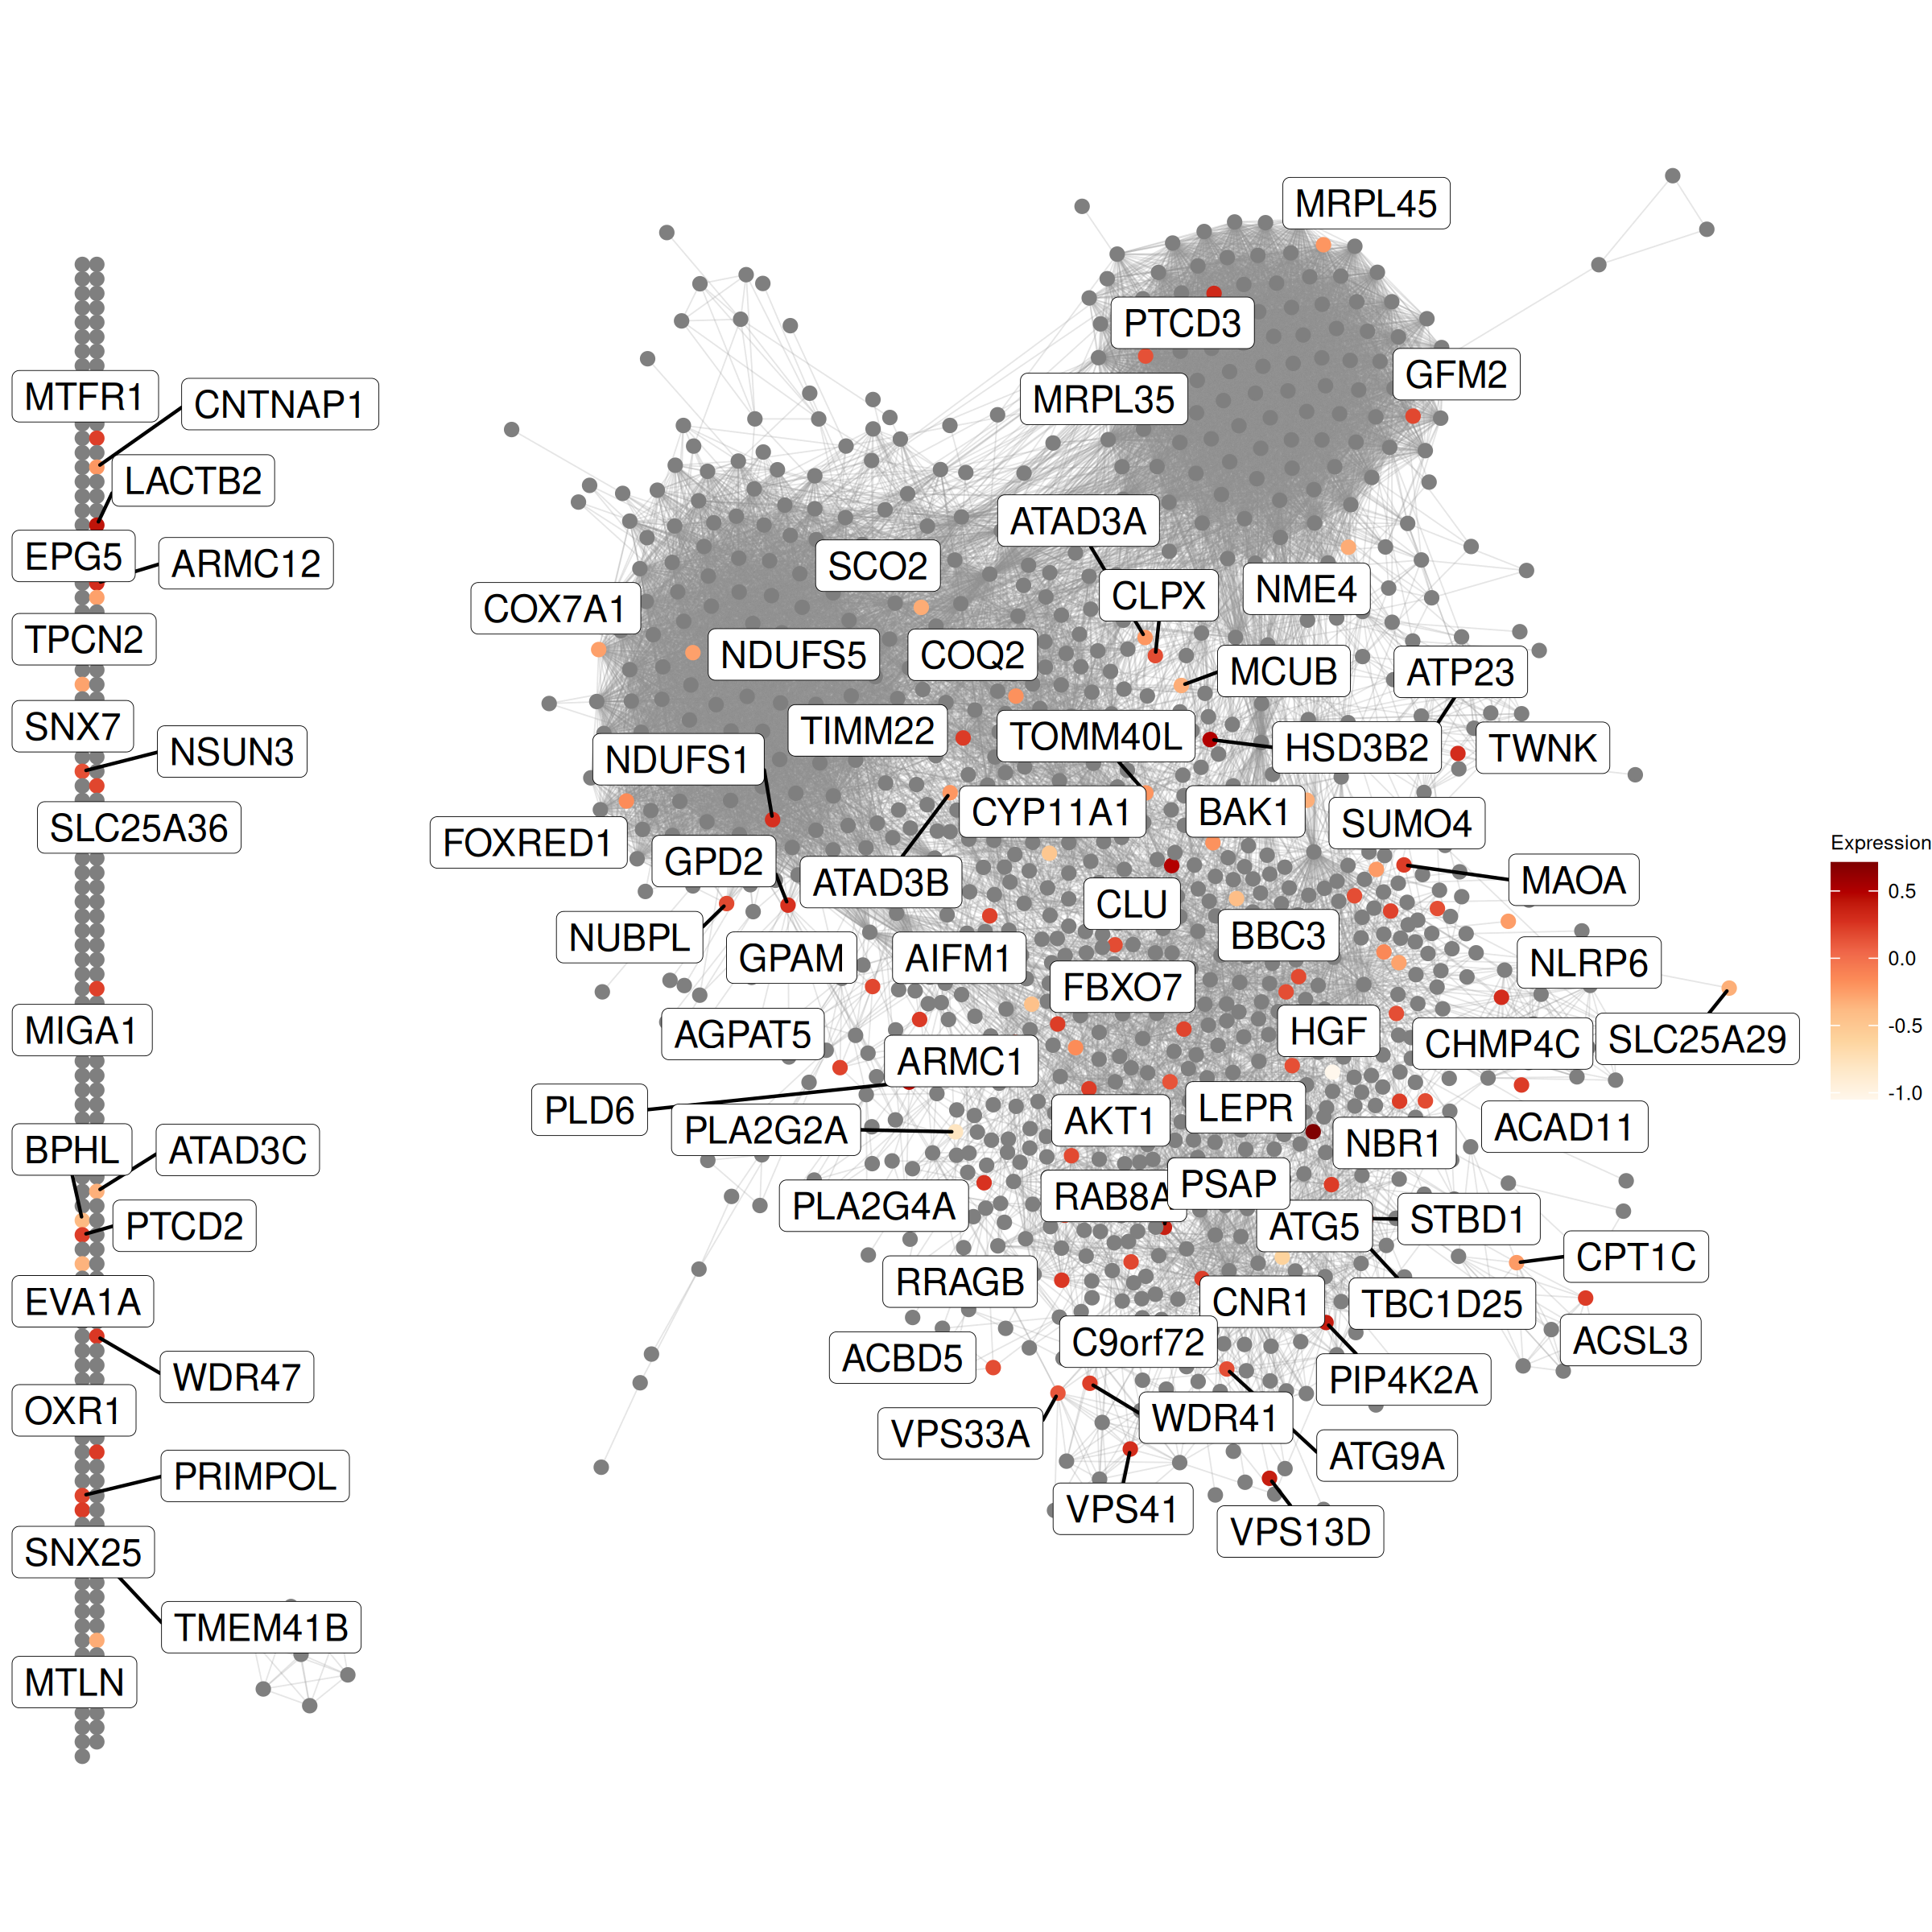 MRPL45
PTCD3
GFM2
MTFR1
CNTNAP1
MRPL35
LACTB2
ATAD3A
EPG5
ARMC12
SCO2
CLPX
NME4
COX7A1
TPCN2
NDUFS5
COQ2
MCUB
ATP23
SNX7
NSUN3
TIMM22
TOMM40L
HSD3B2
TWNK
NDUFS1
CYP11A1
BAK1
SUMO4
SLC25A36
FOXRED1
Expression
GPD2
ATAD3B
MAOA
0.5
CLU
NUBPL
GPAM
AIFM1
BBC3
NLRP6
0.0
FBXO7
MIGA1
AGPAT5
HGF
CHMP4C
SLC25A29
-0.5
ARMC1
-1.0
PLD6
PLA2G2A
AKT1
LEPR
NBR1
ACAD11
BPHL
ATAD3C
PLA2G4A
RAB8A
PSAP
PTCD2
ATG5
STBD1
CPT1C
RRAGB
EVA1A
CNR1
TBC1D25
C9orf72
ACSL3
ACBD5
WDR47
PIP4K2A
OXR1
VPS33A
WDR41
ATG9A
PRIMPOL
VPS41
VPS13D
SNX25
TMEM41B
MTLN